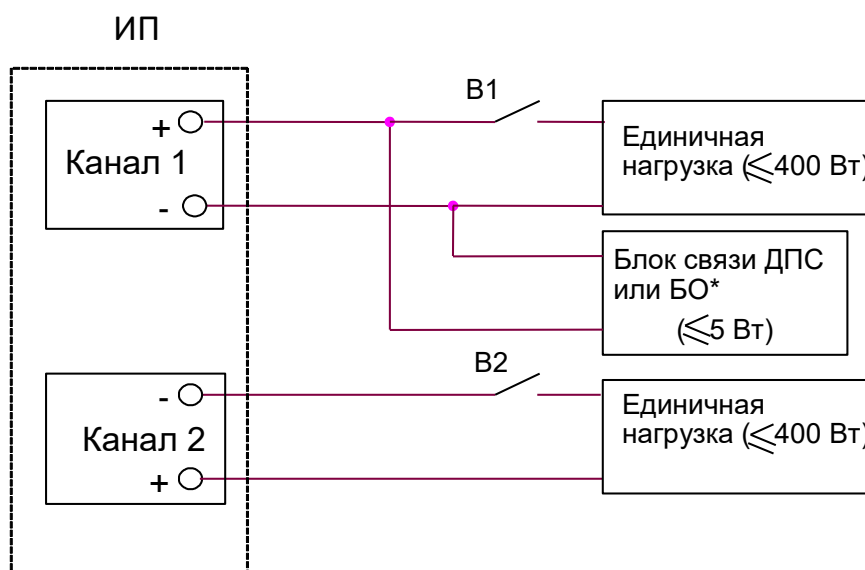 ИП
В1
+
Канал 1
-
Единичная
нагрузка (⩽400 Вт)
Блок связи ДПС
или БО*
(⩽5 Вт)
В2
-
Канал 2
+
Единичная
нагрузка (⩽400 Вт)